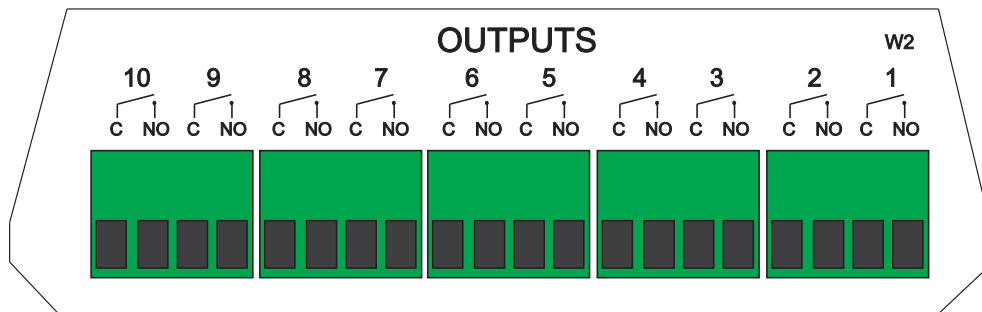 OUTPUTS
W2
10 9 8 7 6 5 4 3 2 1
C NO C NO C NO C NO C NO C NO C NO C NO C NO C NO